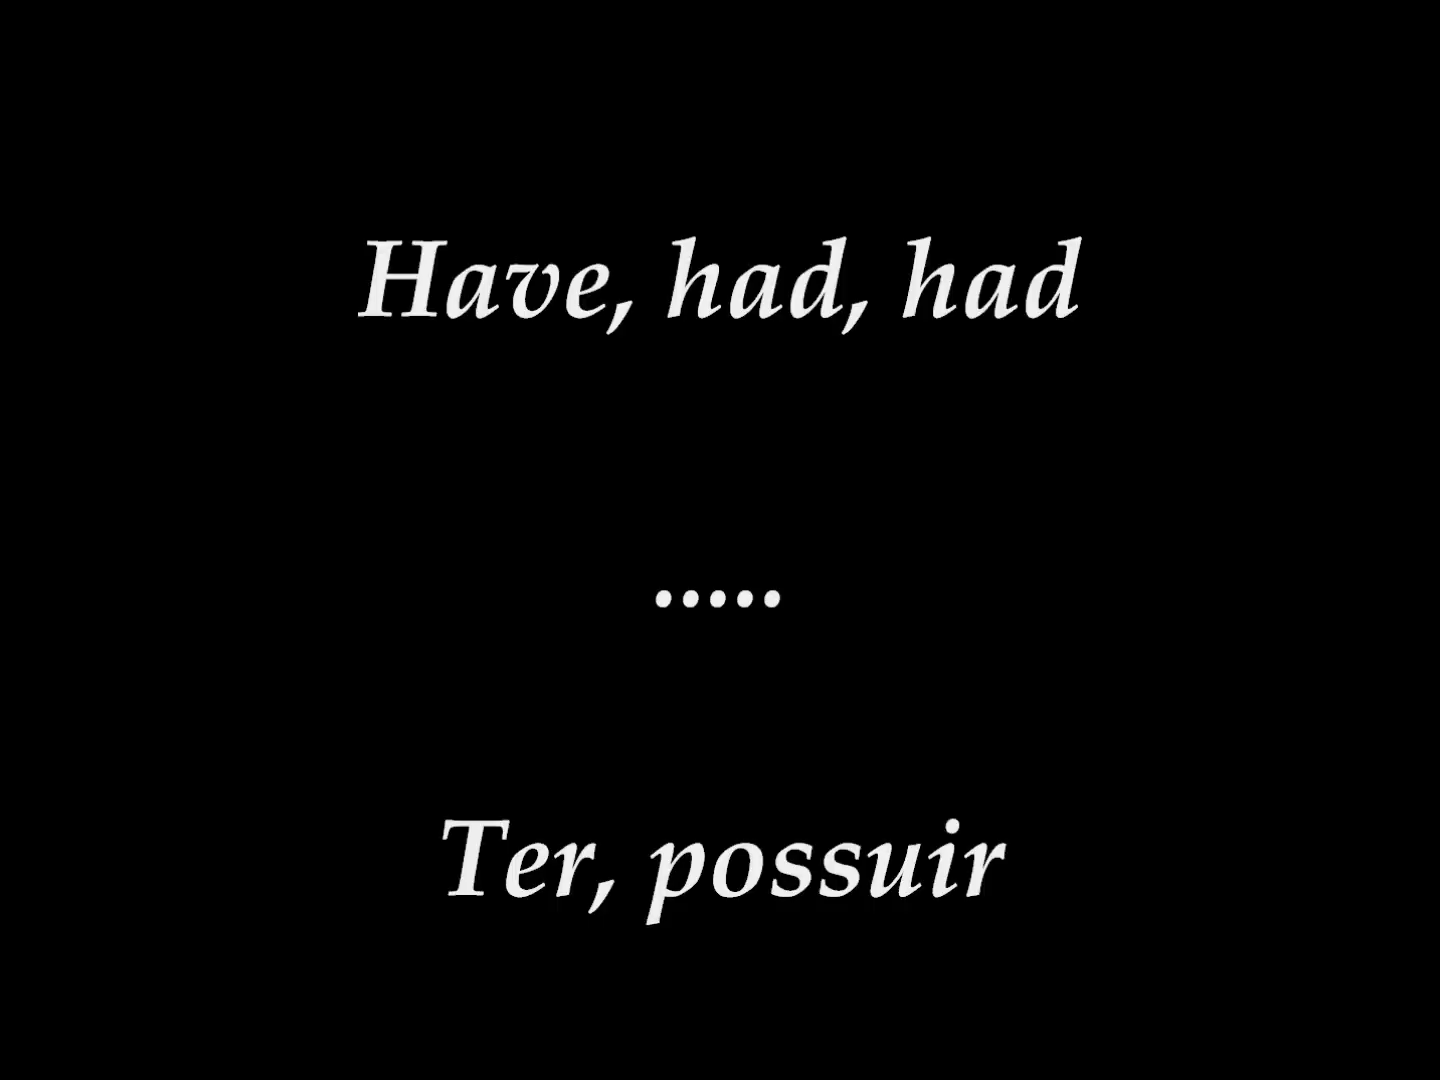 Have, had, had
.....
Ter, possuir